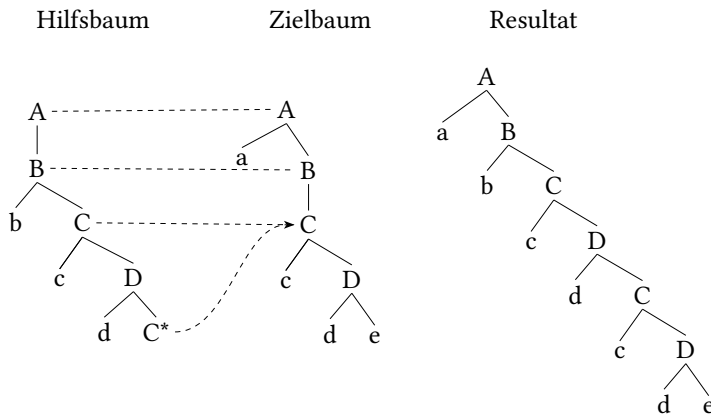 Hilfsbaum Zielbaum Resultat
A
A A
a B
a
B B b C
b C C c D
c D c D d C
d C* d e c D
d e